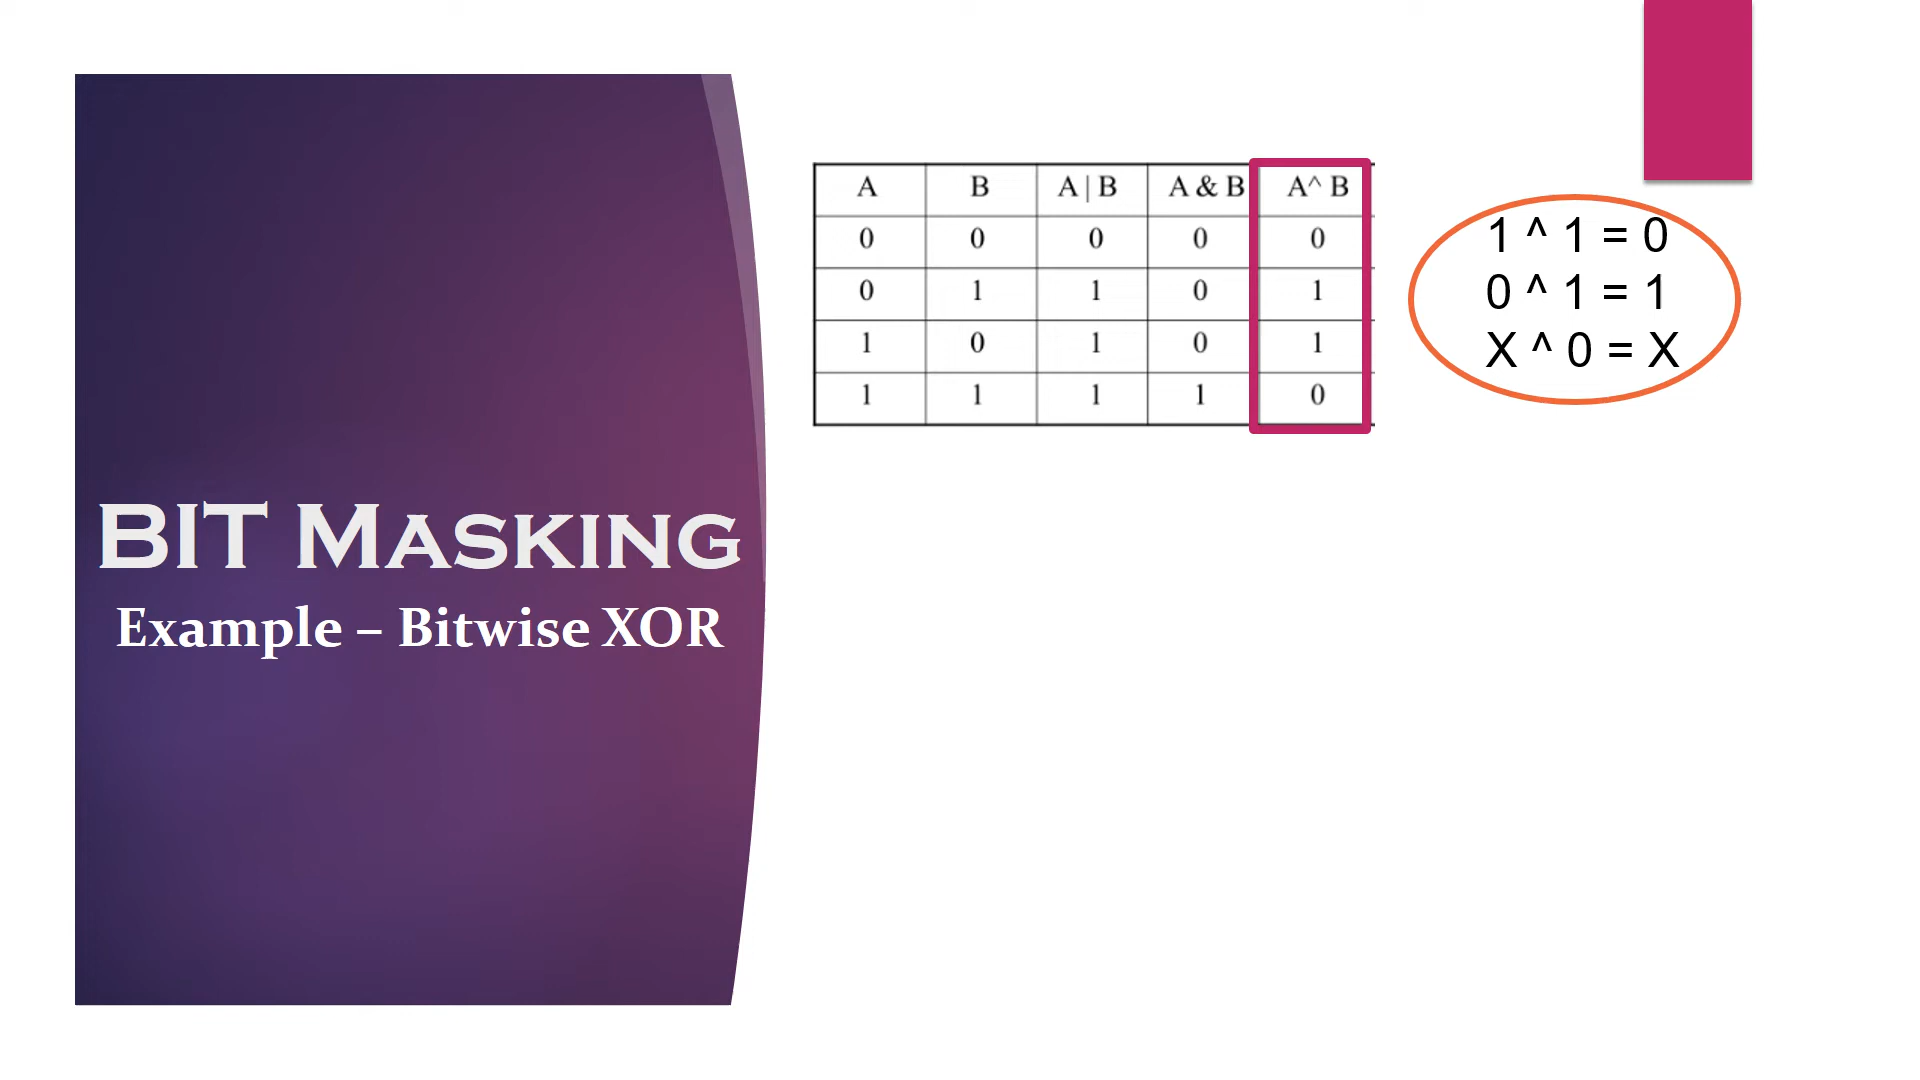 BIT MASKING
Example – Bitwise XOR
A B A | B A & B A^ B
0 0 0 0 0
0 1 1 0 1
1 0 1 0 1
1 1 1 1 0
1 ^ 1 = 0
0 ^ 1 = 1
X ^ 0 = X